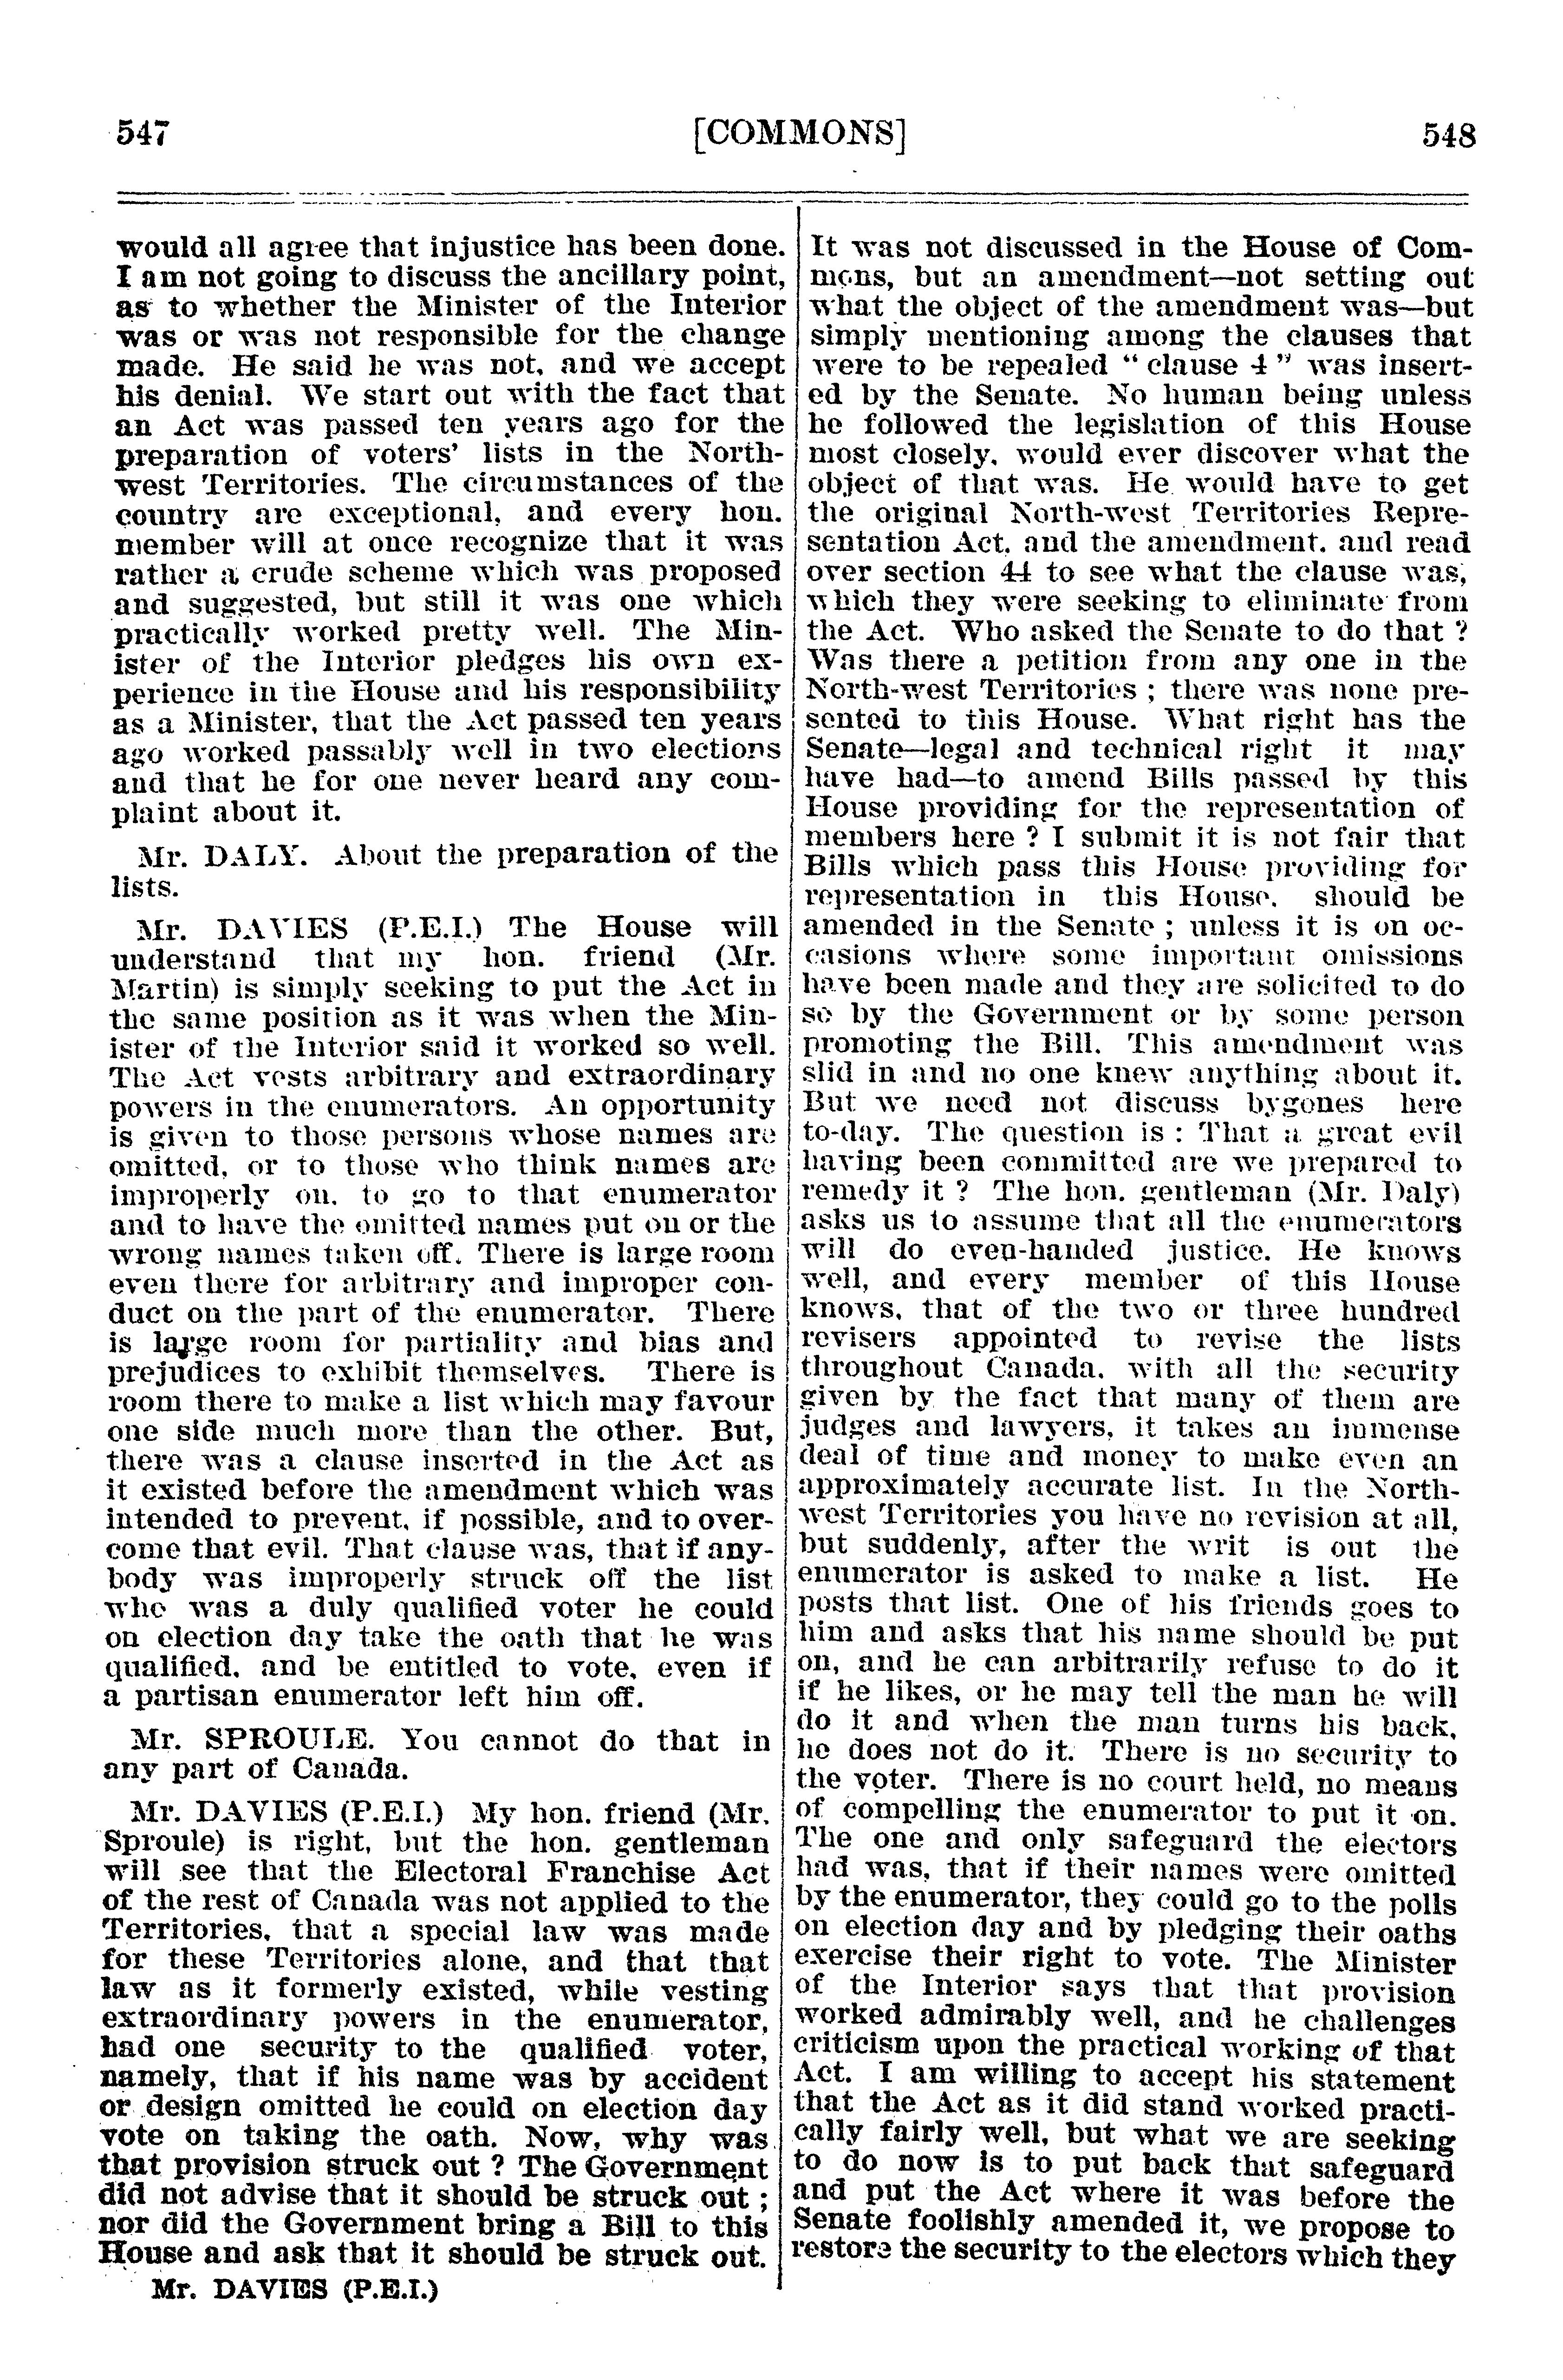 547
[COMMONS]
548
would all agree that injustice has been done.
I am not going to discuss the ancillary point,
as to whether the Minister of the Interior
was or was not responsible for the change
made. He said he was not, and we accept
his denial. We start out with the fact that
an Act was passed ten years ago for the
preparation of voters' lists in the North-
west Territories. The circumstances of the
country are exceptional, and every hon.
member will at once recognize that it was
rather a crude scheme which was proposed
and suggested, but still it was one which
practically worked pretty well. The Min-
ister of the Interior pledges his own ex-
perience in the House and his responsibility
as a Minister, that the Act passed ten years
ago worked passably well in two elections
and that he for one never heard any com-
plaint about it.
Mr. DALY. About the preparation of the
lists.
Mr. DAVIES (P.E.I.) The House will
understand that my hon. friend (Mr.
Martin) is simply seeking to put the Act in
the same position as it was when the Min-
ister of the Interior said it worked so well.
The Act vests arbitrary and extraordinary
powers in the enumerators. An opportunity
is given to those persons whose names are
omitted, or to those who think names are
improperly on, to go to that enumerator
and to have the omitted names put on or the
wrong names taken off. There is large room
even there for arbitrary and improper con-
duct on the part of the enumerator. There
is large room for partiality and bias and
prejudices to exhibit themselves. There is
room there to make a list which may favour
one side much more than the other. But,
there was a clause inserted in the Act as
it existed before the amendment which was
intended to prevent, if possible, and to over-
come that evil. That clause was, that if any-
body was improperly struck off the list
who was a duly qualified voter he could
on election day take the oath that he was
qualified, and be entitled to vote, even if
a partisan enumerator left him off.
Mr. SPROULE. You cannot do that in
any part of Canada.
Mr. DAVIES (P.E.I.) My hon. friend (Mr.
Sproule) is right, but the hon. gentleman
will see that the Electoral Franchise Act
of the rest of Canada was not applied to the
Territories, that a special law was made
for these Territories alone, and that that
law as it formerly existed, while vesting
extraordinary powers in the enumerator,
had one security to the qualified voter,
namely, that if his name was by accident
or design omitted he could on election day
vote on taking the oath. Now, why was
that provision struck out ? The Government
did not advise that it should be struck out ;
nor did the Government bring a Bill to this
House and ask that it should be struck out.
Mr. DAVIES (P.E.I.)
It was not discussed in the House of Com-
mons, but an amendment—not setting out
what the object of the amendment was—but
simply mentioning among the clauses that
were to be repealed " clause 4 " was insert-
ed by the Senate. No human being unless
he followed the legislation of this House
most closely, would ever discover what the
object of that was. He would have to get
the original North-west Territories Repre-
sentation Act, and the amendment, and read
over section 44 to see what the clause was,
which they were seeking to eliminate from
the Act. Who asked the Senate to do that ?
Was there a petition from any one in the
North-west Territories ; there was none pre-
sented to this House. What right has the
Senate—legal and technical right it may
have had—to amend Bills passed by this
House providing for the representation of
members here ? I submit it is not fair that
Bills which pass this House providing for
representation in this House, should be
amended in the Senate ; unless it is on oc-
casions where some important omissions
have been made and they are solicited to do
so by the Government or by some person
promoting the Bill. This amendment was
slid in and no one knew anything about it.
But we need not discuss bygones here
to-day. The question is : That a great evil
having been committed are we prepared to
remedy it ? The hon. gentleman (Mr. Daly)
asks us to assume that all the enumerators
will do even-handed justice. He knows
well, and every member of this House
knows, that of the two or three hundred
revisers appointed to revise the lists
throughout Canada, with all the security
given by the fact that many of them are
judges and lawyers, it takes an immense
deal of time and money to make even an
approximately accurate list. In the North-
west Territories you have no revision at all,
but suddenly, after the writ is out the
enumerator is asked to make a list. He
posts that list. One of his friends goes to
him and asks that his name should be put
on, and he can arbitrarily refuse to do it
if he likes, or he may tell the man he will
do it and when the man turns his back,
he does not do it. There is no security to
the voter. There is no court held, no means
of compelling the enumerator to put it on.
The one and only safeguard the electors
had was, that if their names were omitted
by the enumerator, they could go to the polls
on election day and by pledging their oaths
exercise their right to vote. The Minister
of the Interior says that that provision
worked admirably well, and he challenges
criticism upon the practical working of that
Act. I am willing to accept his statement
that the Act as it did stand worked practi-
cally fairly well, but what we are seeking
to do now is to put back that safeguard
and put the Act where it was before the
Senate foolishly amended it, we propose to
restore the security to the electors which they